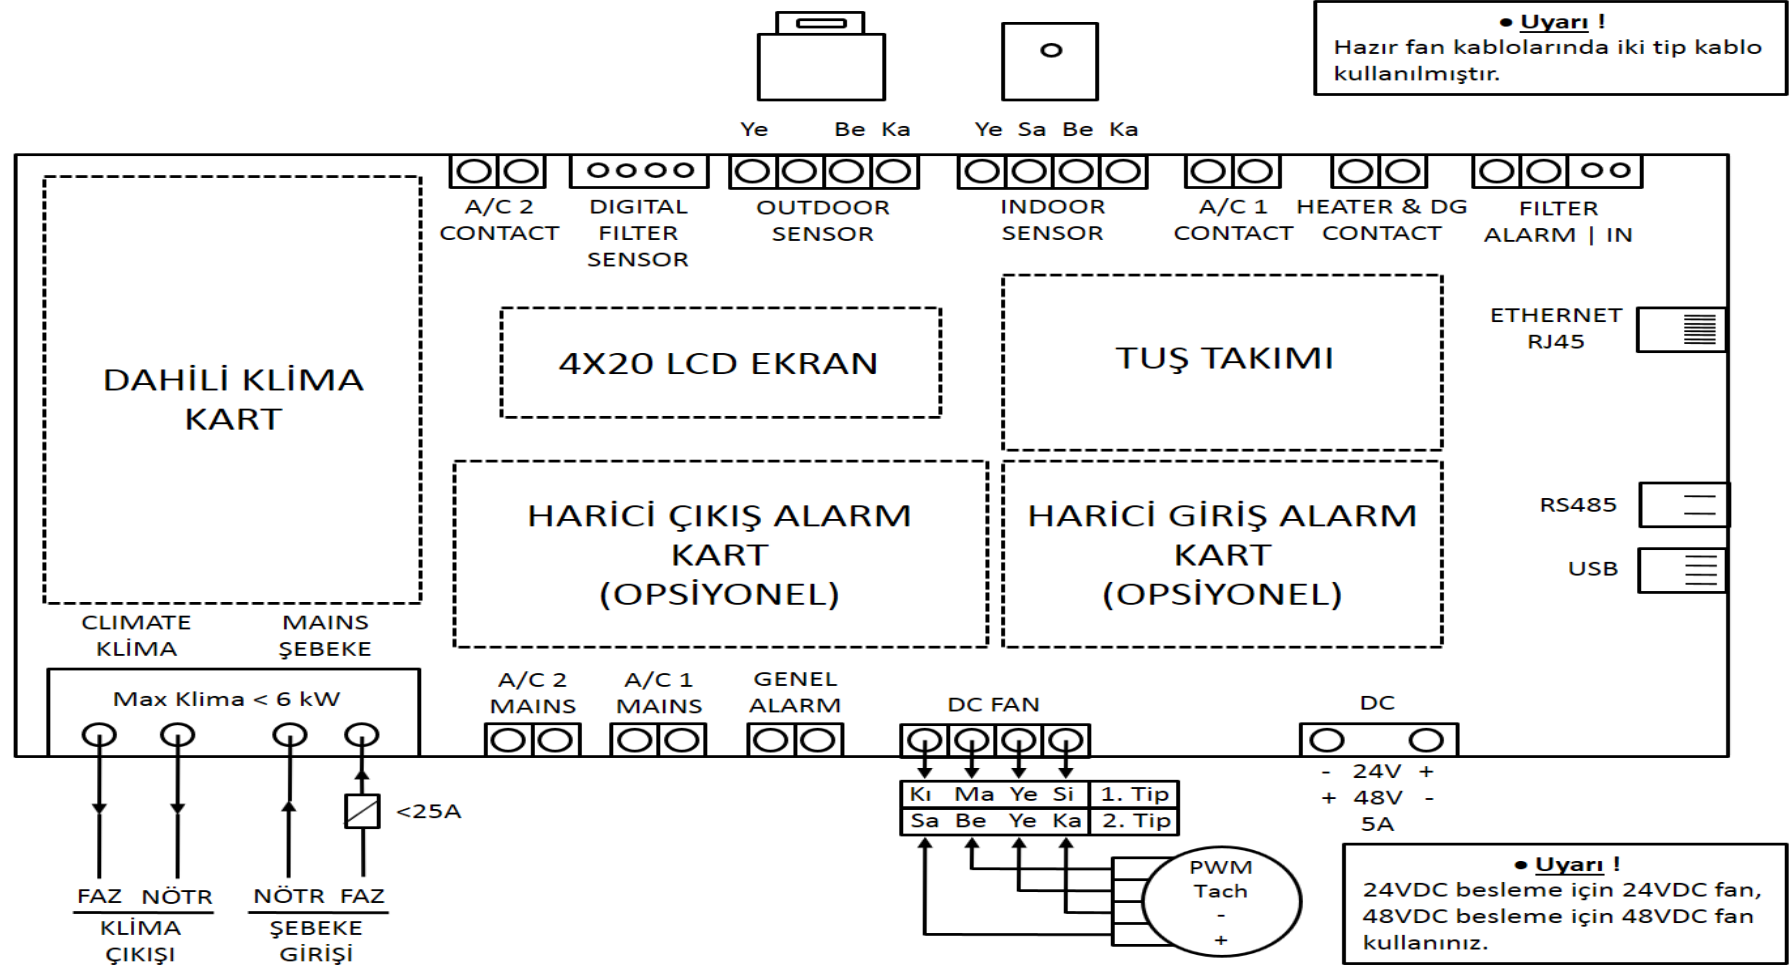 • Uyarı !
Hazır fan kablolarında iki tip kablo
kullanılmıştır.
Ye Be Ka
Ye Sa Be Ka
A/C 2
CONTACT
DIGITAL
FILTER
SENSOR
OUTDOOR
SENSOR
INDOOR
SENSOR
A/C 1
CONTACT
HEATER & DG
CONTACT
FILTER
ALARM | IN
DAHİLİ KLİMA
KART
4X20 LCD EKRAN
TUŞ TAKIMI
ETHERNET
RJ45
HARİCİ ÇIKIŞ ALARM
KART
(OPSİYONEL)
HARİCİ GİRİŞ ALARM
KART
(OPSİYONEL)
RS485
USB
CLIMATE
KLİMA
MAINS
ŞEBEKE
Max Klima < 6 kW
A/C 2
MAINS
A/C 1
MAINS
GENEL
ALARM
DC FAN
DC
- 24V +
+ 48V -
5A
<25A
Kı Ma Ye Si 1. Tip
Sa Be Ye Ka 2. Tip
PWM
Tach
-
+
FAZ NÖTR
KLİMA
ÇIKIŞI
NÖTR FAZ
ŞEBEKE
GİRİŞİ
• Uyarı !
24VDC besleme için 24VDC fan,
48VDC besleme için 48VDC fan
kullanınız.